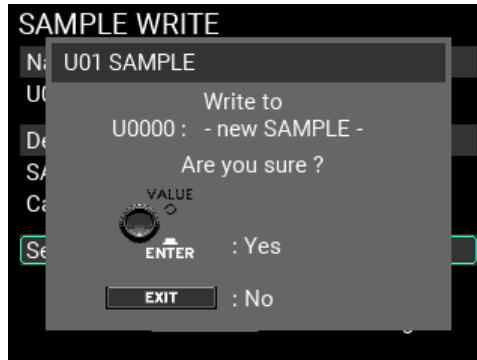 SAMPLE WRITE
U01 SAMPLE
Write to
U0000 : - new SAMPLE -
Are you sure ?
VALUE
ENTER : Yes
EXIT : No